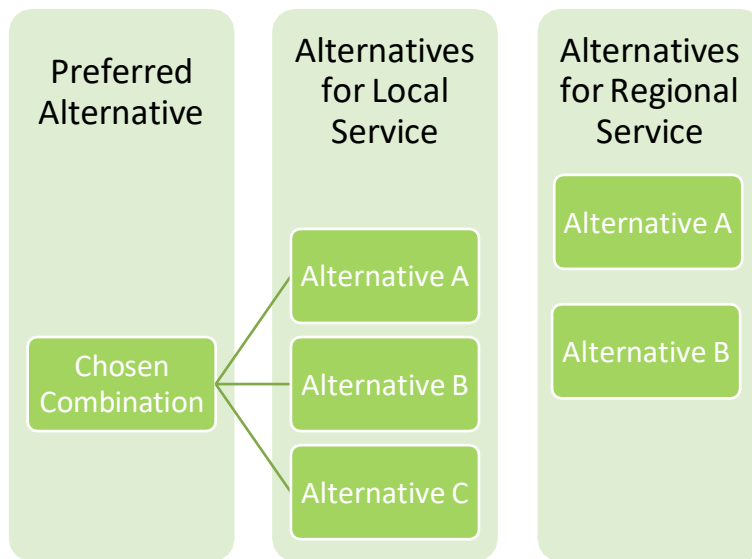 Preferred
Alternative
Chosen
Combination
Alternatives
for Local
Service
Alternative A
Alternative B
Alternative C
Alternatives
for Regional
Service
Alternative A
Alternative B